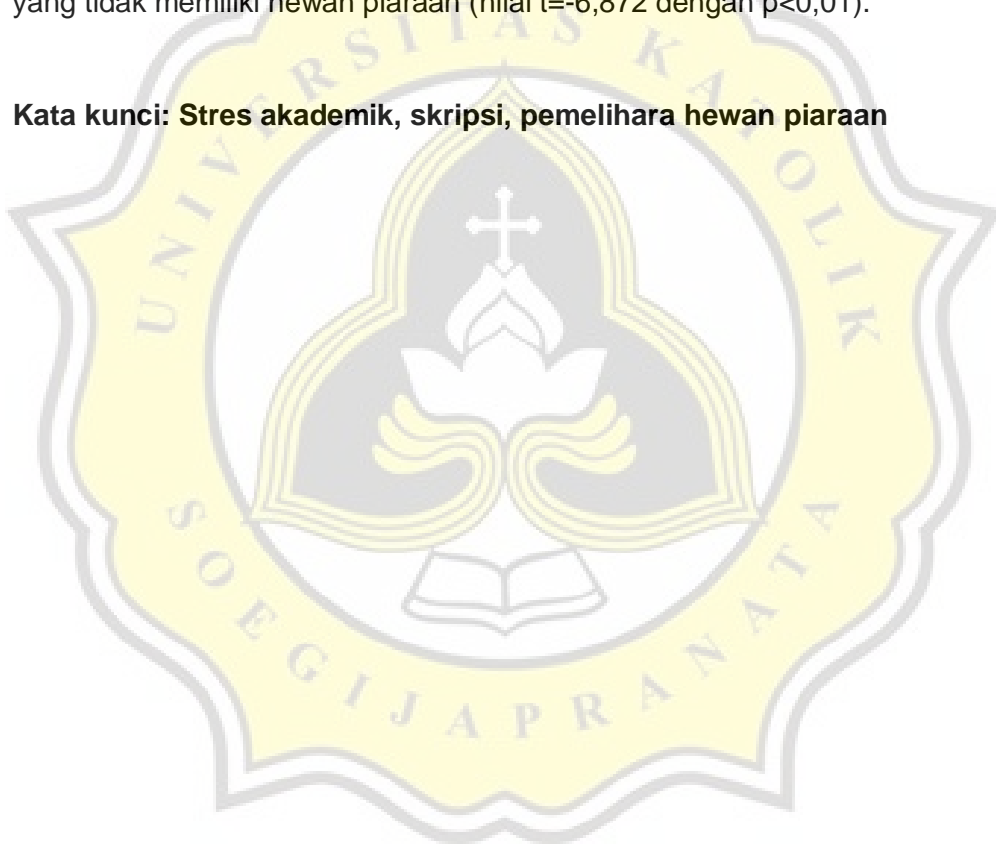 yang tidak memiliki hewan piaraan (nilai t=-6,872 dengan p<0,01).
Kata kunci: Stres akademik, skripsi, pemelihara hewan piaraan
UNIVERSITAS KATOLIK
SOEGIJAPRANATA